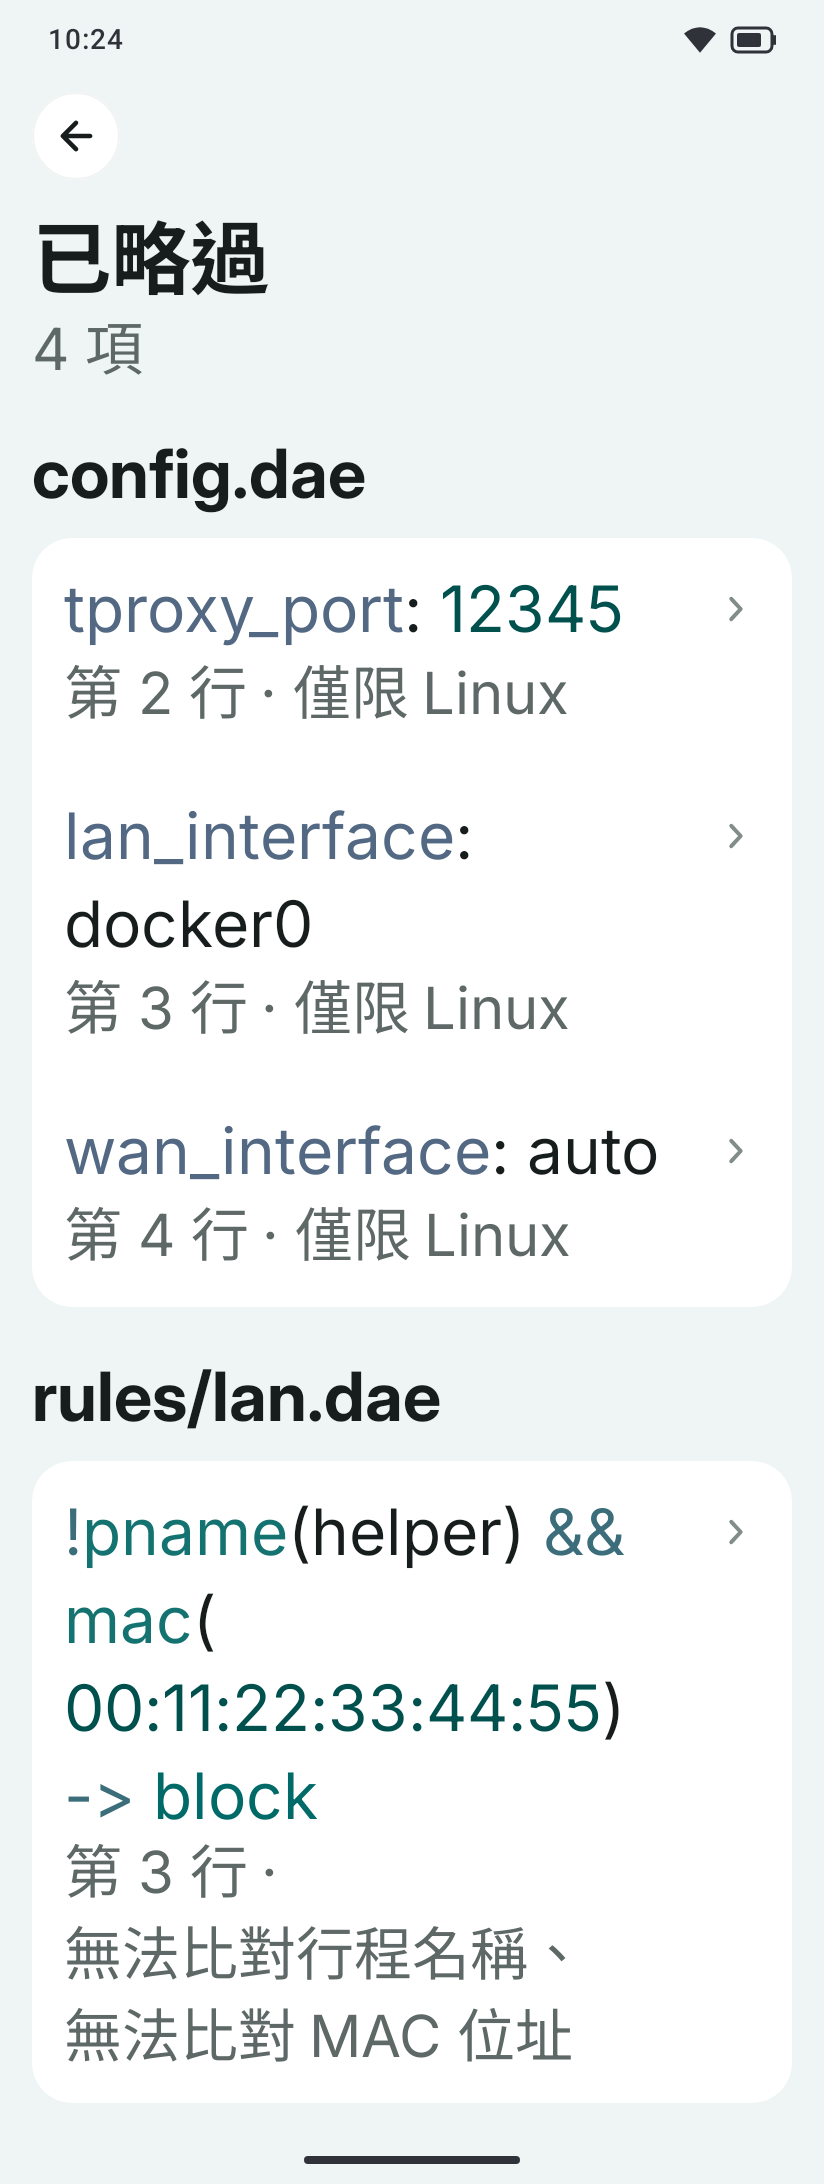 10:24
已略過
4 項
config.dae
tproxy_port: 12345
第 2 行 · 僅限 Linux
lan_interface:
docker0
第 3 行 · 僅限 Linux
wan_interface: auto
第 4 行 · 僅限 Linux
rules/lan.dae
!pname(helper) &&
mac(
00:11:22:33:44:55)
-> block
第 3 行 ·
無法比對行程名稱、
無法比對 MAC 位址